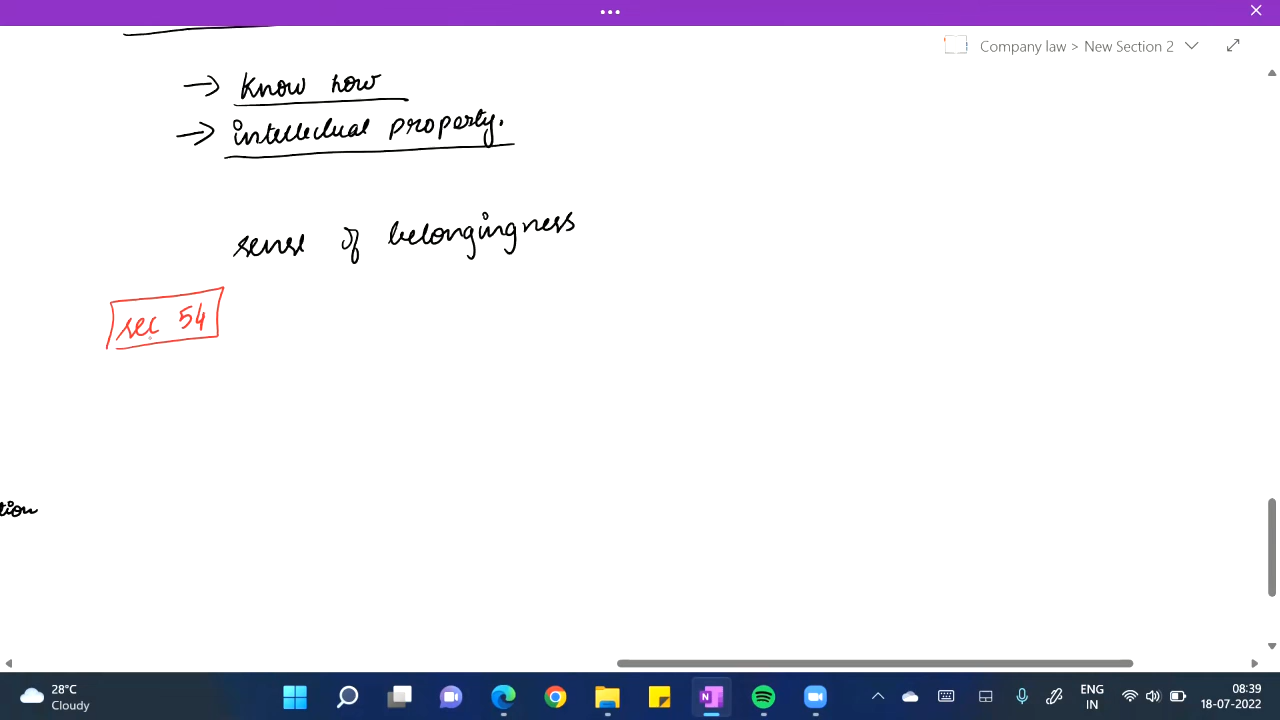 Company law > New Section 2
→ Know how
→ intellectual property.
sense of belongingness
sec 54
tion
28°C
Cloudy
ENG
IN
08:39
18-07-2022